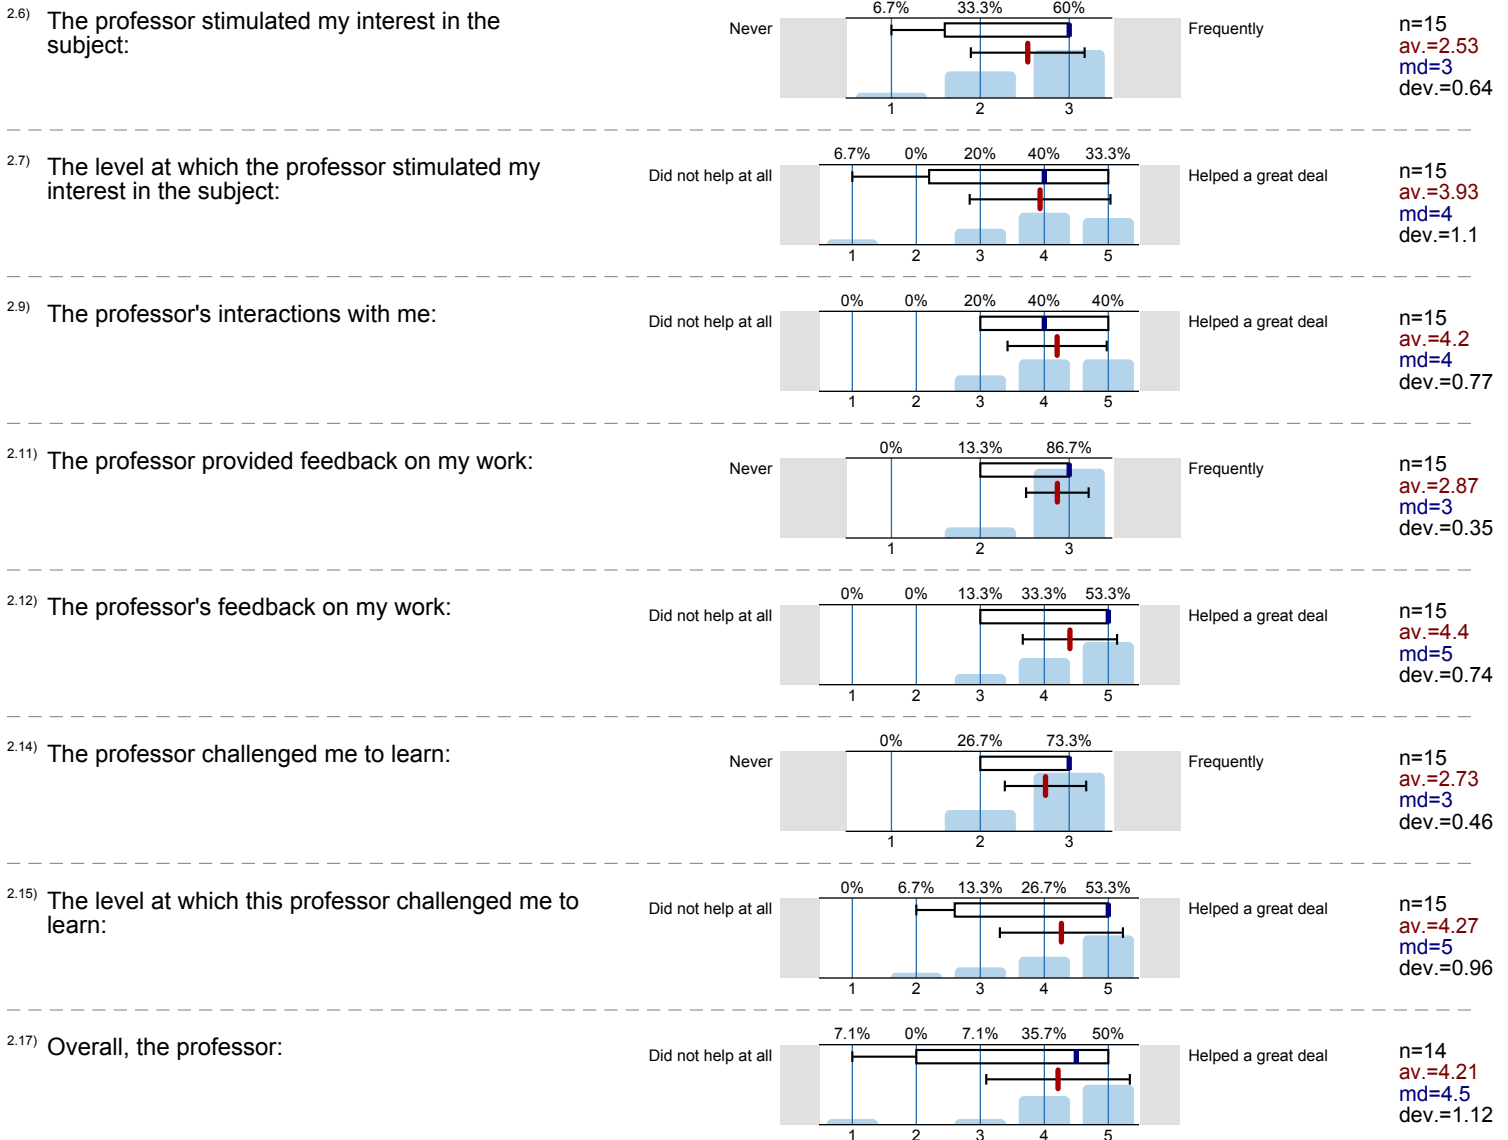 2.6) The professor stimulated my interest in the
subject:
Never
6.7% 33.3% 60%
1 2 3
Frequently
n=15
av.=2.53
md=3
dev.=0.64
2.7) The level at which the professor stimulated my
interest in the subject:
Did not help at all
6.7% 0% 20% 40% 33.3%
1 2 3 4 5
Helped a great deal
n=15
av.=3.93
md=4
dev.=1.1
2.9) The professor's interactions with me:
Did not help at all
0% 0% 20% 40% 40%
1 2 3 4 5
Helped a great deal
n=15
av.=4.2
md=4
dev.=0.77
2.11) The professor provided feedback on my work:
Never
0% 13.3% 86.7%
1 2 3
Frequently
n=15
av.=2.87
md=3
dev.=0.35
2.12) The professor's feedback on my work:
Did not help at all
0% 0% 13.3% 33.3% 53.3%
1 2 3 4 5
Helped a great deal
n=15
av.=4.4
md=5
dev.=0.74
2.14) The professor challenged me to learn:
Never
0% 26.7% 73.3%
1 2 3
Frequently
n=15
av.=2.73
md=3
dev.=0.46
2.15) The level at which this professor challenged me to
learn:
Did not help at all
0% 6.7% 13.3% 26.7% 53.3%
1 2 3 4 5
Helped a great deal
n=15
av.=4.27
md=5
dev.=0.96
2.17) Overall, the professor:
Did not help at all
7.1% 0% 7.1% 35.7% 50%
1 2 3 4 5
Helped a great deal
n=14
av.=4.21
md=4.5
dev.=1.12